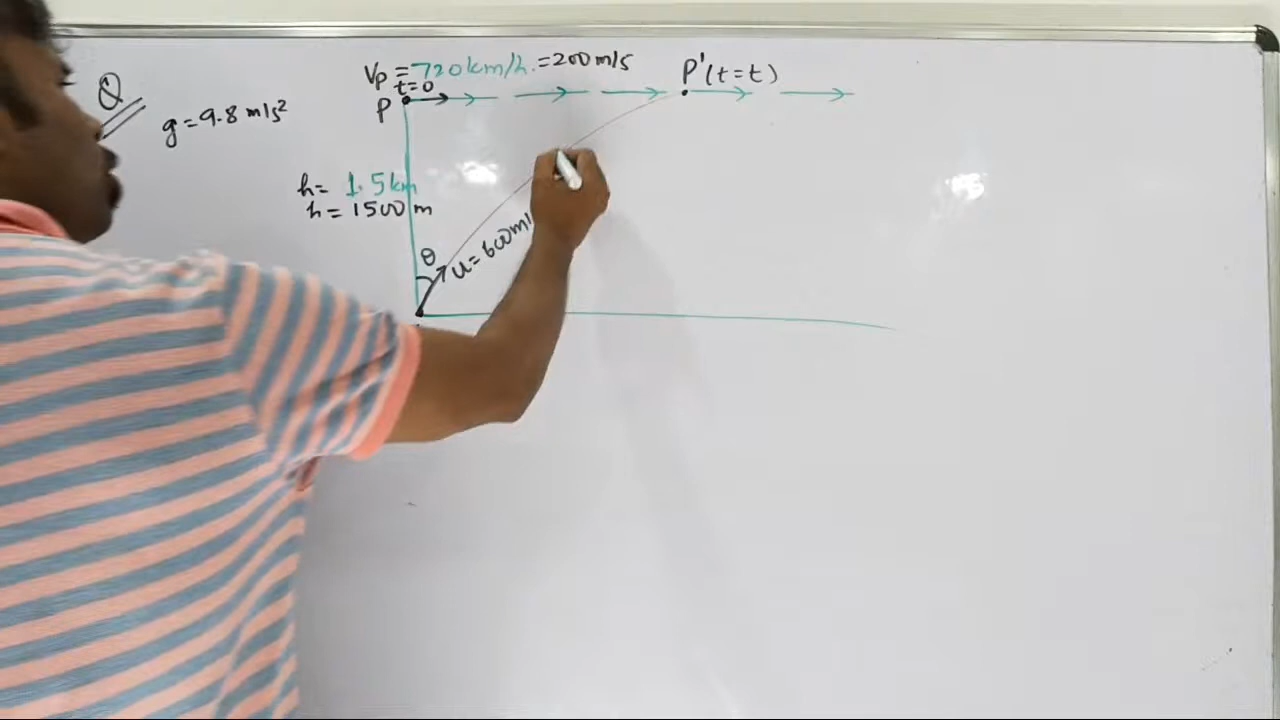 Q
g = 9.8 m/s²
Vp = 720 km/h. = 200 m/s
t=0
P
P'(t=t)
h= 1.5 km
h = 1500 m
θ
u = 600 m/